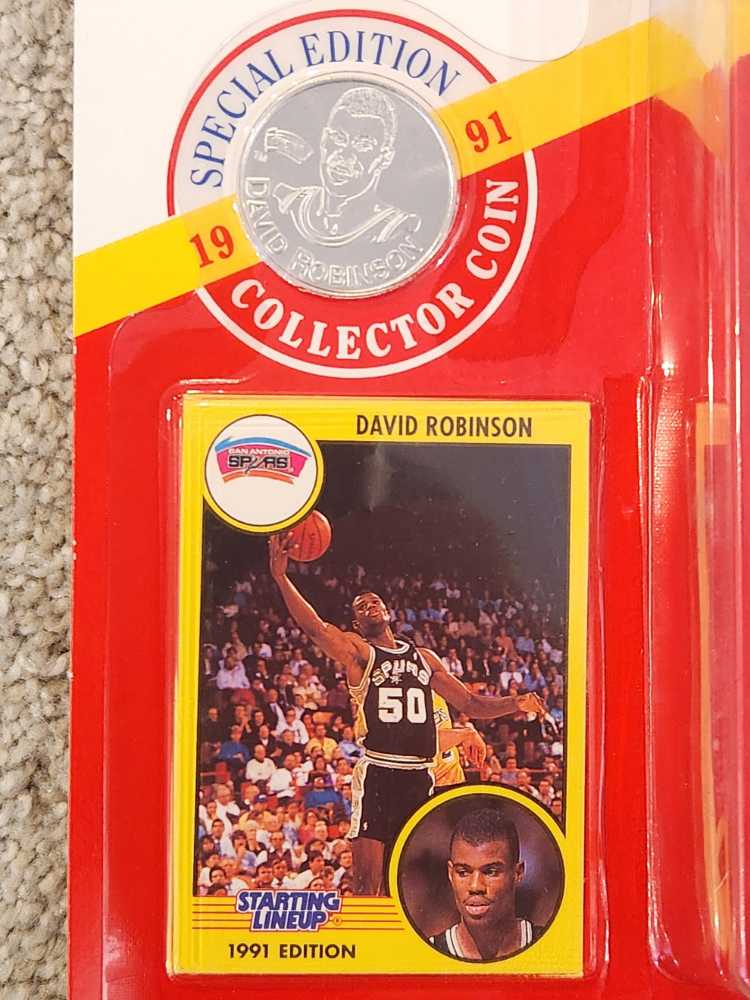 SPECIAL EDITION
19 91
DAVID ROBINSON
COLLECTOR COIN
DAVID ROBINSON
SAN ANTONIO
SPURS
SPURS
50
STARTING
LINEUP®
1991 EDITION